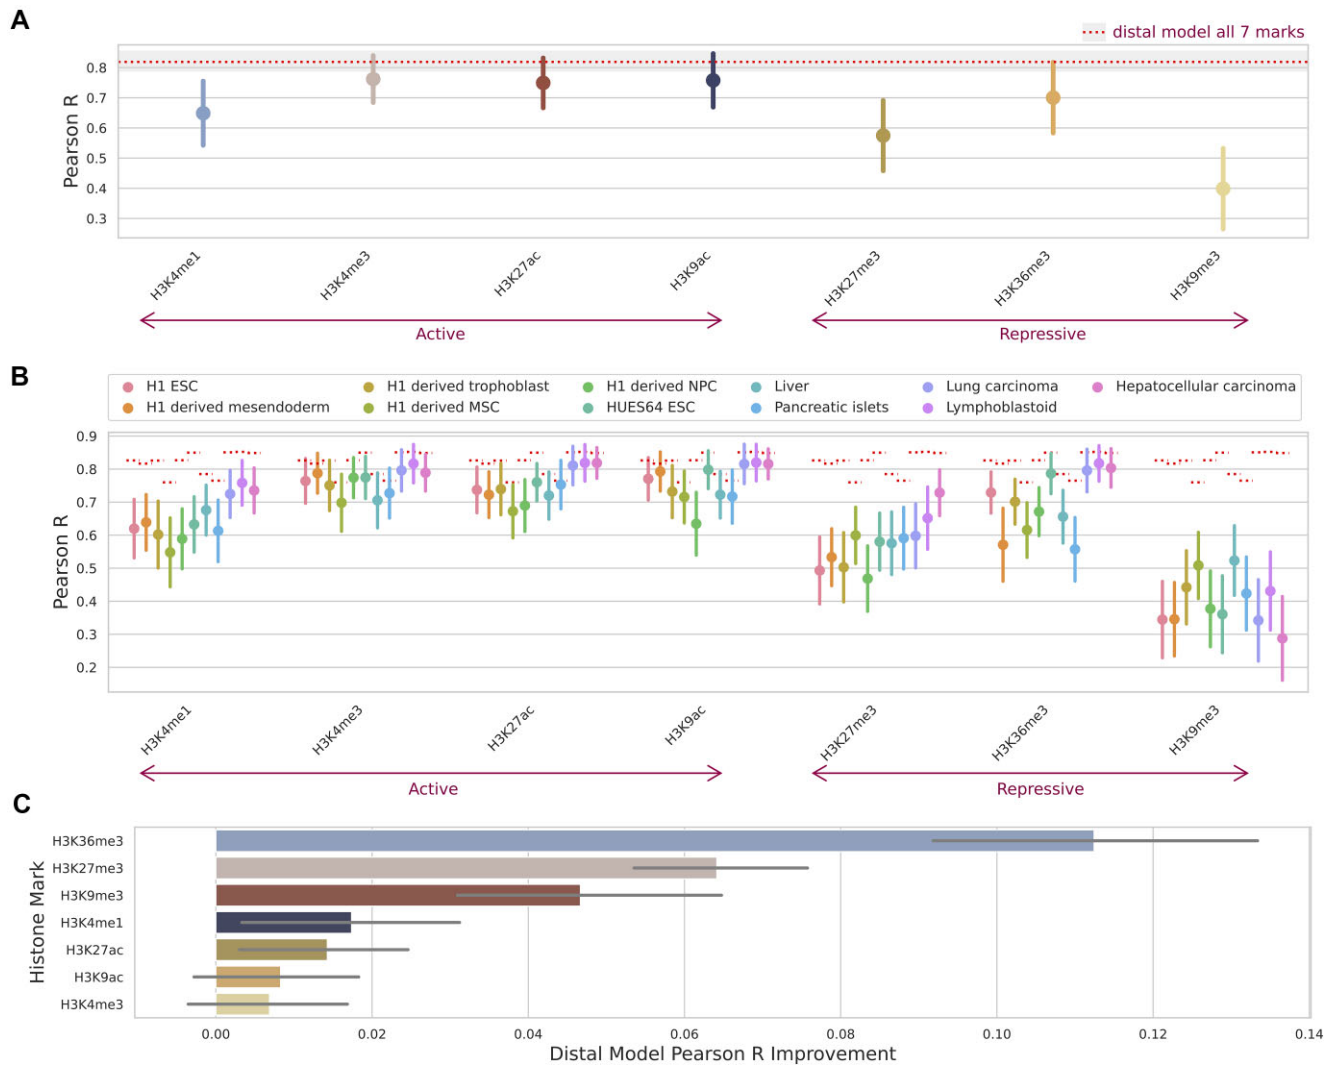 A
distal model all 7 marks
Pearson R
0.8
0.7
0.6
0.5
0.4
0.3
H3K4me1
H3K4me3
H3K27ac
H3K9ac
H3K27me3
H3K36me3
H3K9me3
Active
Repressive
B
H1 ESC
H1 derived mesendoderm
H1 derived trophoblast
H1 derived MSC
H1 derived NPC
HUES64 ESC
Liver
Pancreatic islets
Lung carcinoma
Lymphoblastoid
Hepatocellular carcinoma
Pearson R
0.9
0.8
0.7
0.6
0.5
0.4
0.3
0.2
H3K4me1
H3K4me3
H3K27ac
H3K9ac
H3K27me3
H3K36me3
H3K9me3
Active
Repressive
C
Histone Mark
H3K36me3
H3K27me3
H3K9me3
H3K4me1
H3K27ac
H3K9ac
H3K4me3
0.00
0.02
0.04
0.06
0.08
0.10
0.12
0.14
Distal Model Pearson R Improvement